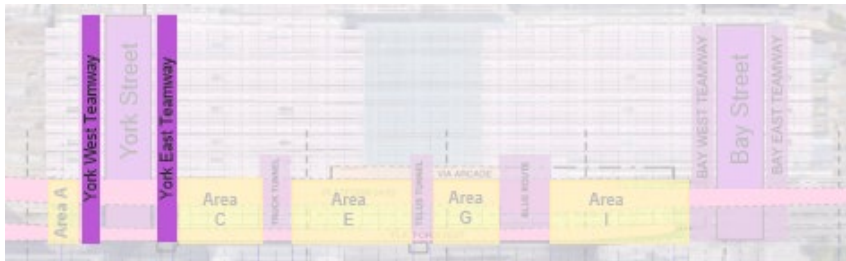 Area A
York West Teamway
York Street
York East Teamway
Area
C
TRUCK TUNNEL
Area
E
TELUS TUNNEL
VIA ARCADE
Area
G
BLUE ROUTE
Area
I
BAY WEST TEAMWAY
Bay Street
BAY EAST TEAMWAY